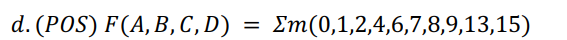 d. (POS) F(A, B, C, D) = Σm(0,1,2,4,6,7,8,9,13,15)